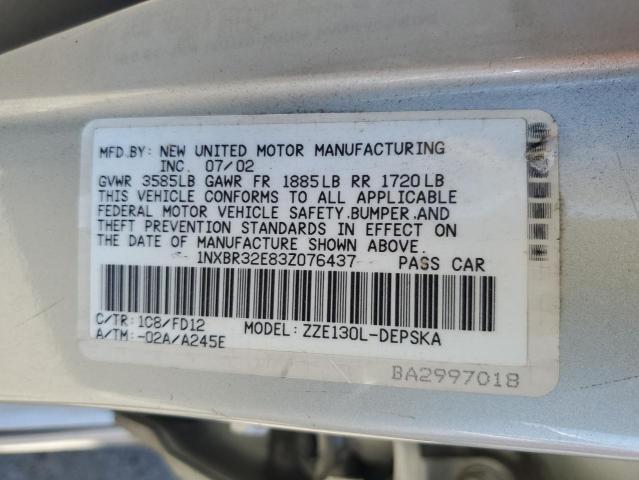 MFD.BY: NEW UNITED MOTOR MANUFACTURING
INC. 07/02
GVWR 3585LB GAWR FR 1885LB RR 1720LB
THIS VEHICLE CONFORMS TO ALL APPLICABLE
FEDERAL MOTOR VEHICLE SAFETY,BUMPER,AND
THEFT PREVENTION STANDARDS IN EFFECT ON
THE DATE OF MANUFACTURE SHOWN ABOVE.
1NXBR32E83Z076437 PASS CAR
C/TR:1C8/FD12 MODEL:ZZE130L-DEPSKA
A/TM:-02A/A245E
BA2997018